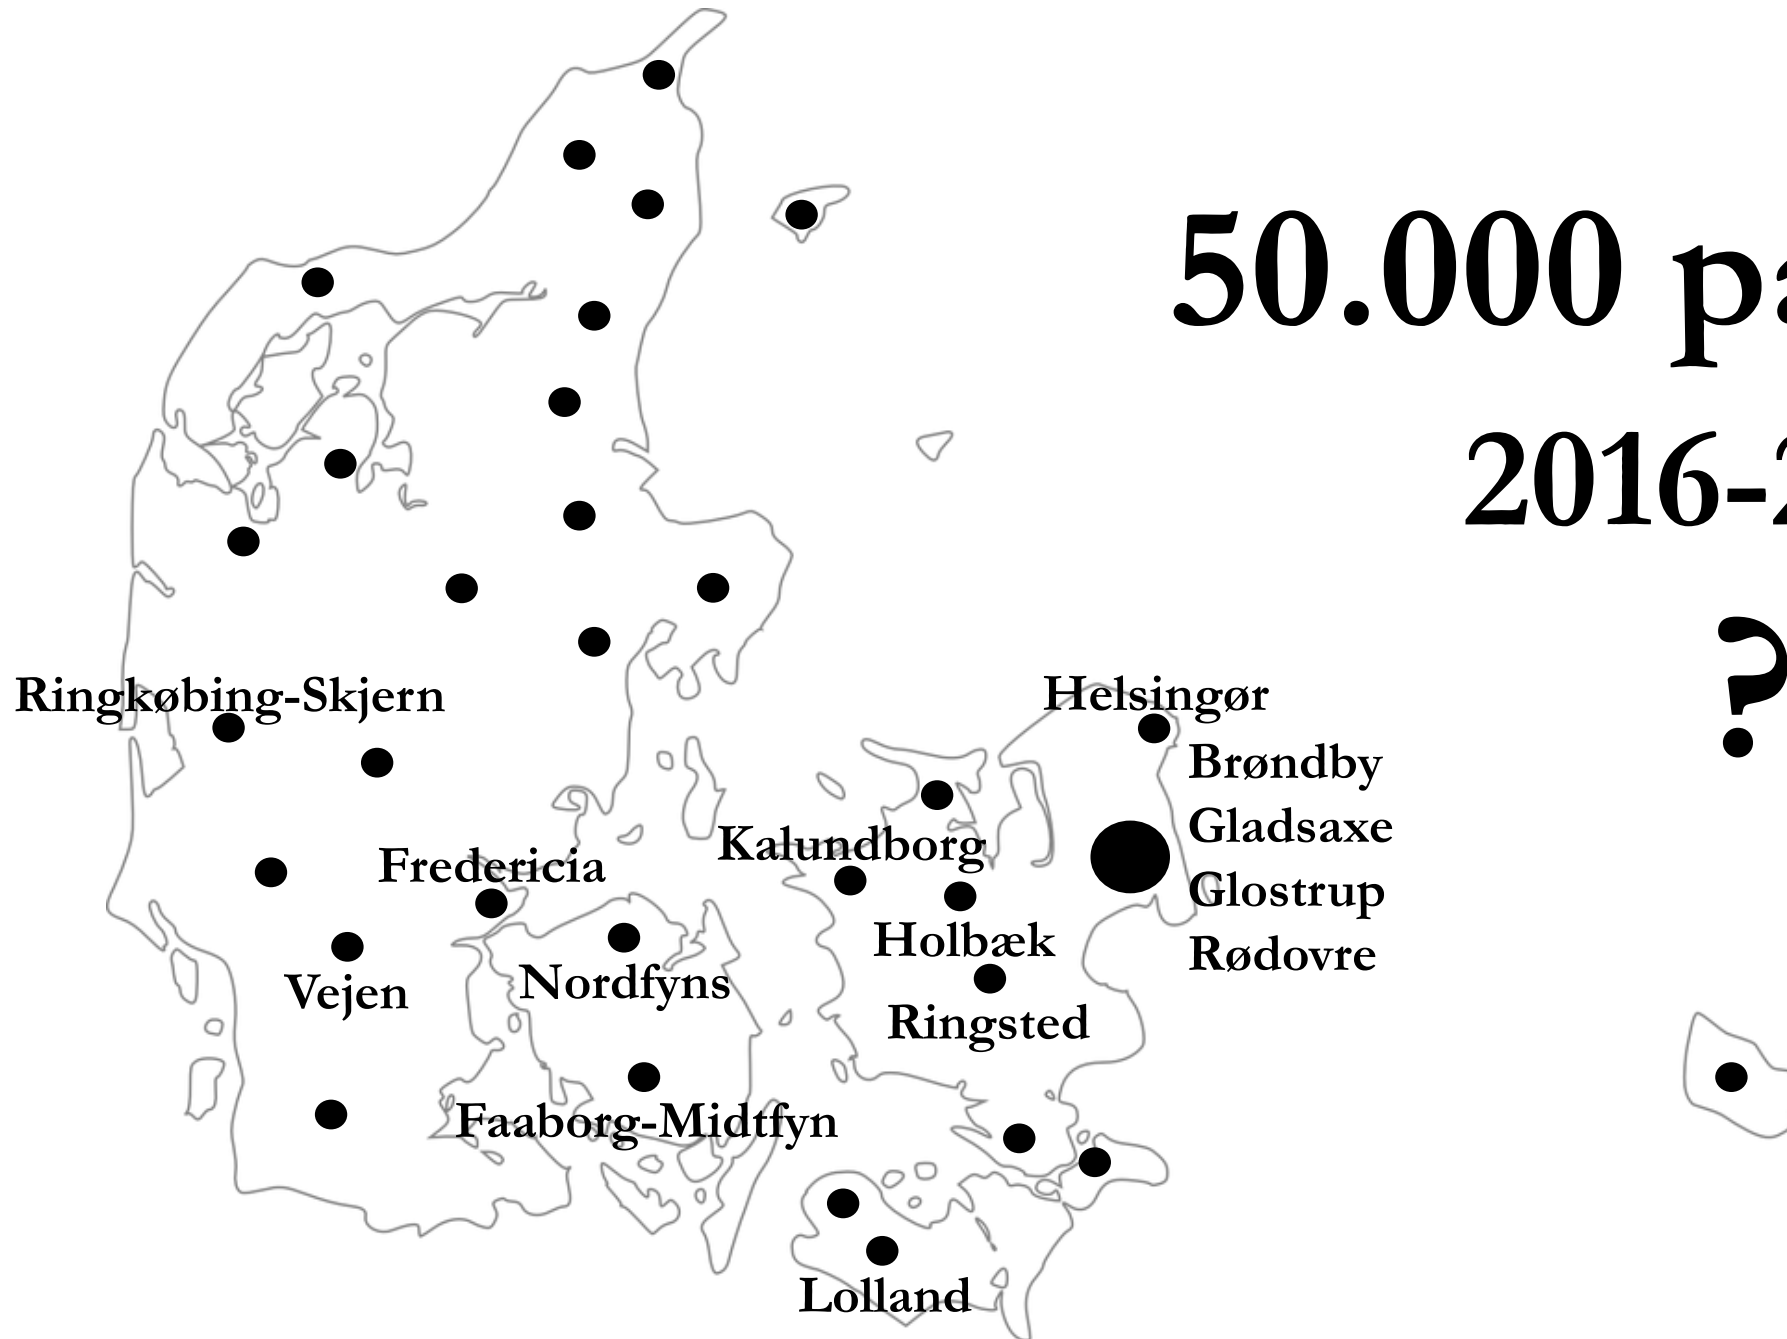 50.000 pa
2016-2
?
Ringkøbing-Skjern
Helsingør
Brøndby
Gladsaxe
Glostrup
Rødovre
Kalundborg
Fredericia
Holbæk
Vejen
Nordfyns
Ringsted
Faaborg-Midtfyn
Lolland